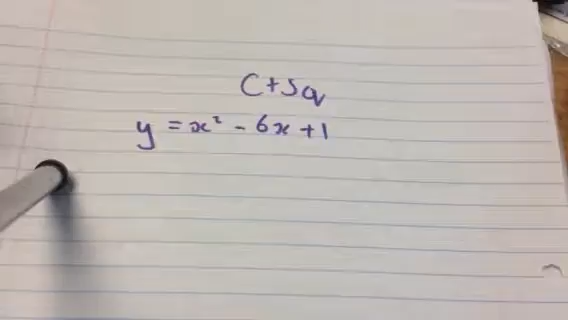 C+Sq
y = x² - 6x + 1